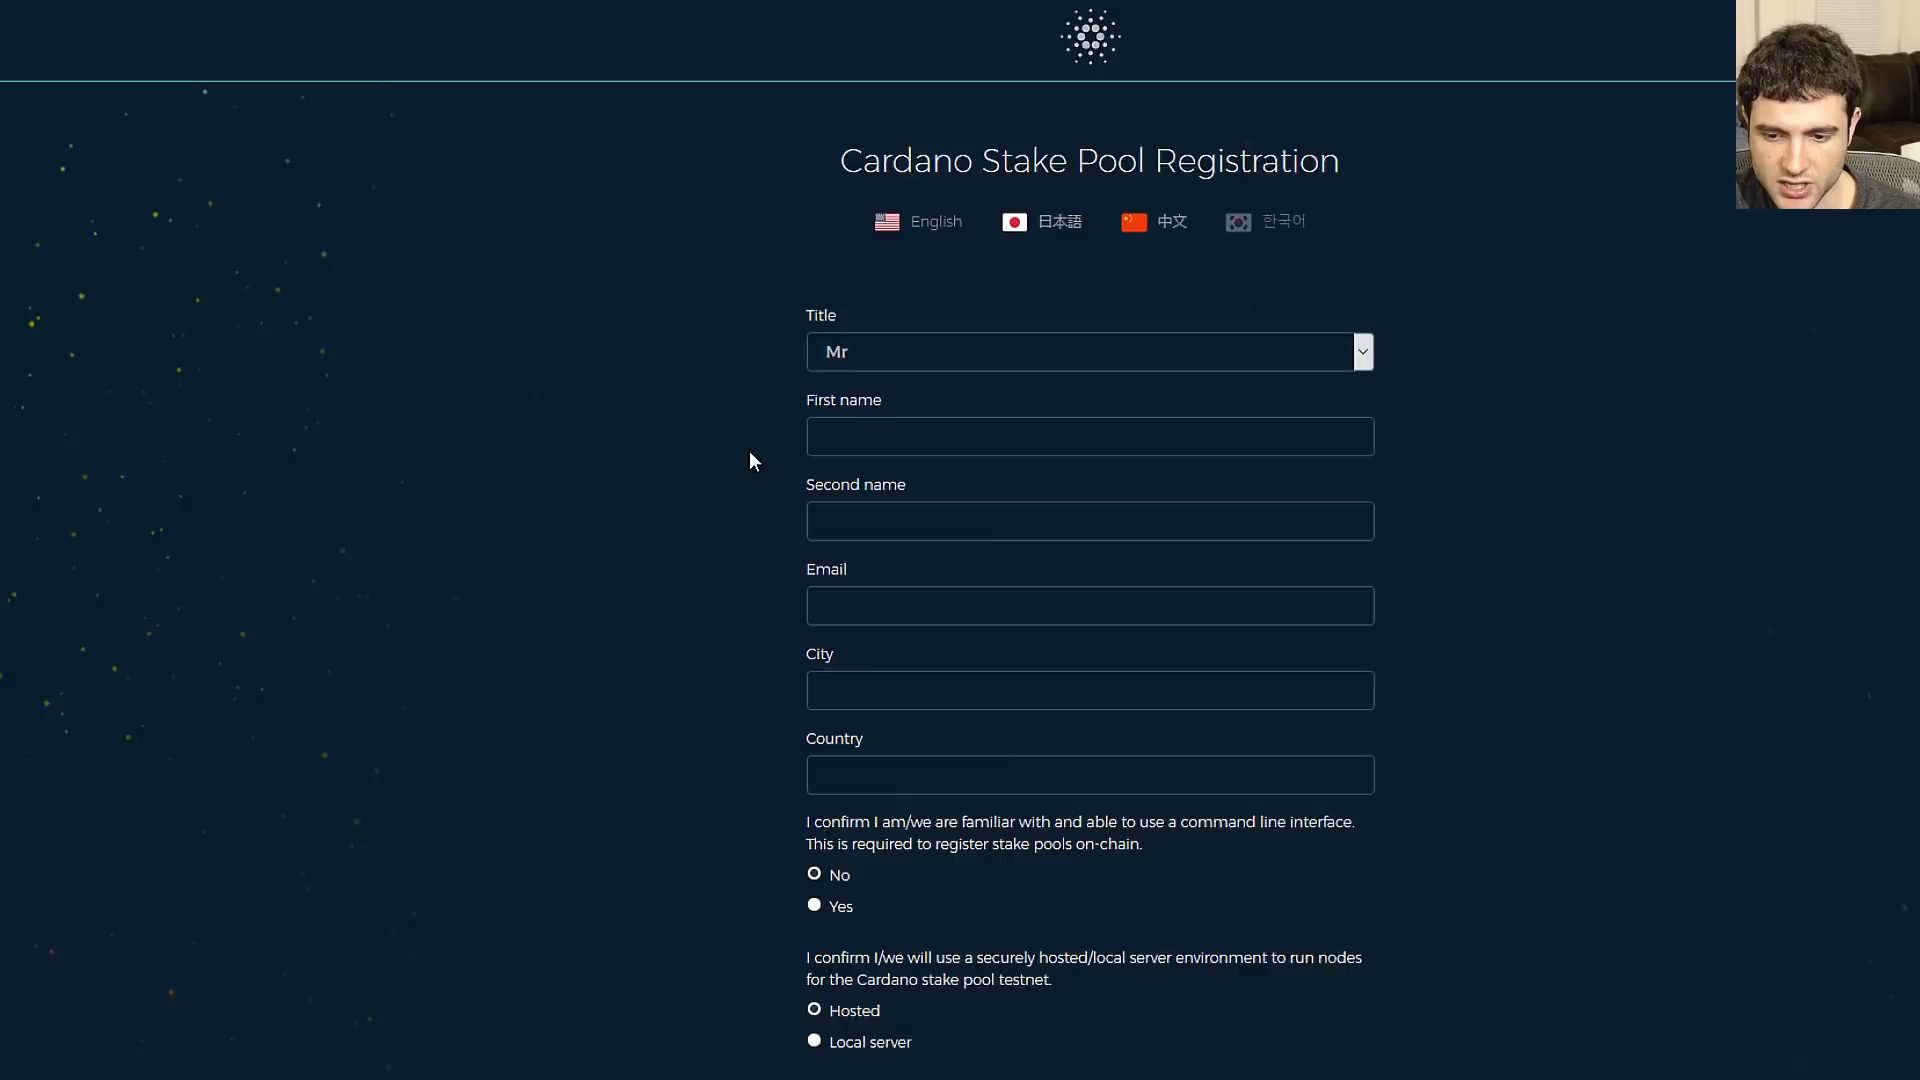 Cardano Stake Pool Registration
English 日本語 中文 한국어
Title
Mr
First name
Second name
Email
City
Country
I confirm I am/we are familiar with and able to use a command line interface.
This is required to register stake pools on-chain.
No
Yes
I confirm I/we will use a securely hosted/local server environment to run nodes
for the Cardano stake pool testnet.
Hosted
Local server